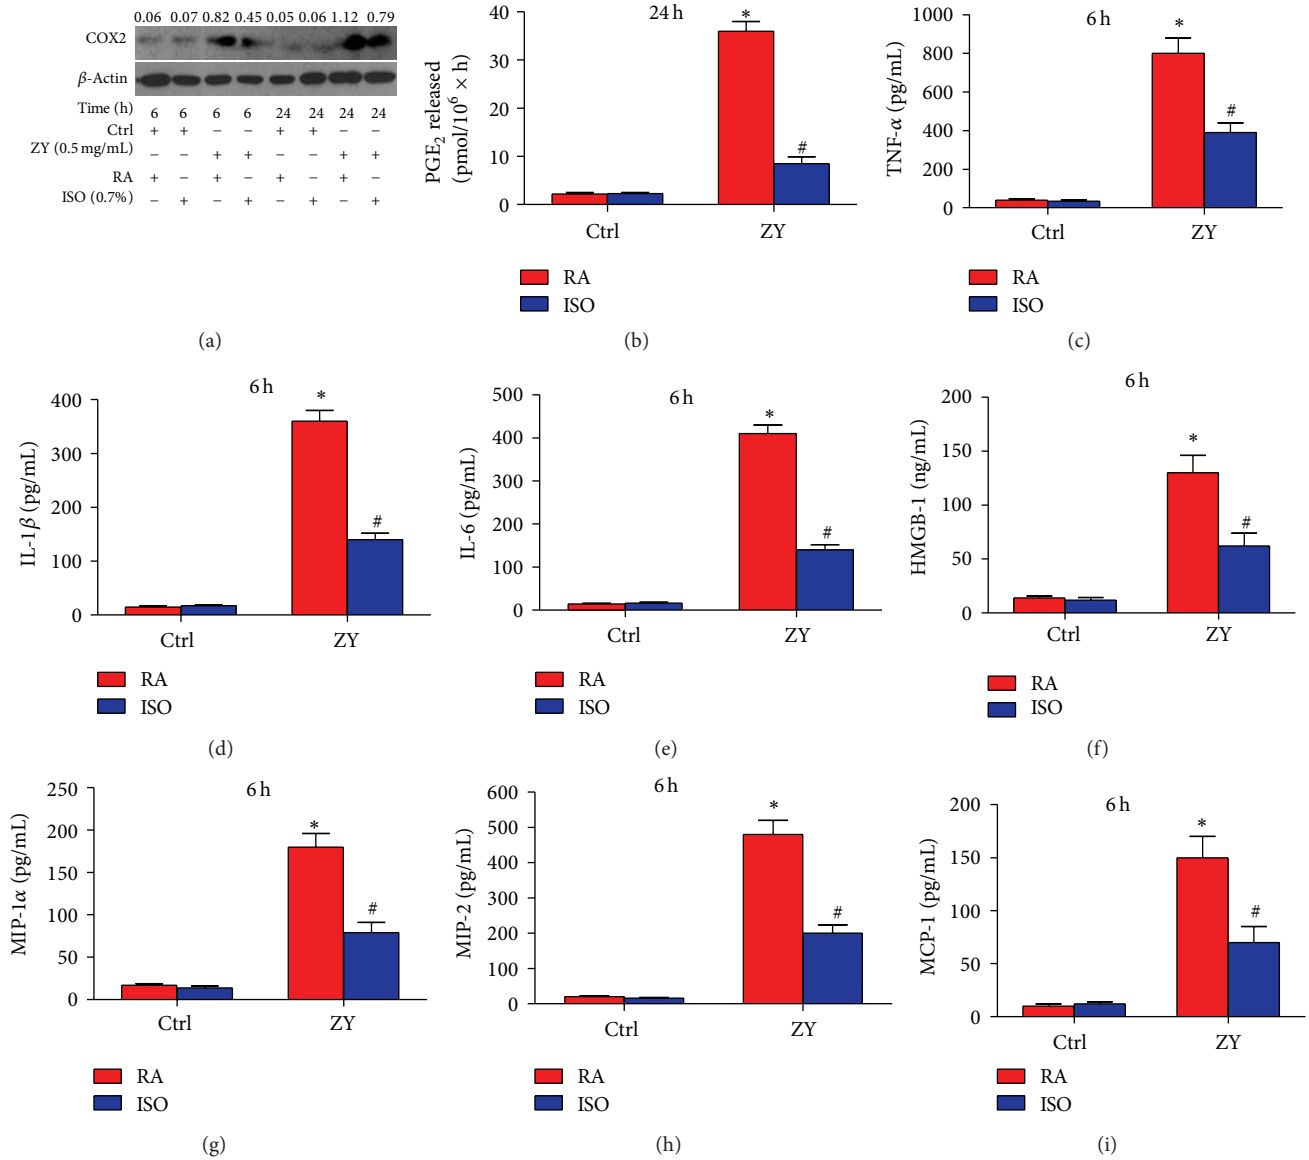 0.06 0.07 0.82 0.45 0.05 0.06 1.12 0.79
COX2
β-Actin
Time (h) 6 6 6 6 24 24 24 24
Ctrl + + − − + + − −
ZY (0.5 mg/mL) − − + + − − + +
RA + − + − + − + −
ISO (0.7%) − + − + − + − +
(a)
24 h
PGE₂ released
(pmol/10⁶ × h)
40
30
20
10
0
*
#
Ctrl ZY
RA
ISO
(b)
6 h
TNF-α (pg/mL)
1000
800
600
400
200
0
*
#
Ctrl ZY
RA
ISO
(c)
6 h
IL-1β (pg/mL)
400
300
200
100
0
*
#
Ctrl ZY
RA
ISO
(d)
6 h
IL-6 (pg/mL)
500
400
300
200
100
0
*
#
Ctrl ZY
RA
ISO
(e)
6 h
HMGB-1 (ng/mL)
200
150
100
50
0
*
#
Ctrl ZY
RA
ISO
(f)
6 h
MIP-1α (pg/mL)
250
200
150
100
50
0
*
#
Ctrl ZY
RA
ISO
(g)
6 h
MIP-2 (pg/mL)
600
500
400
300
200
100
0
*
#
Ctrl ZY
RA
ISO
(h)
6 h
MCP-1 (pg/mL)
200
150
100
50
0
*
#
Ctrl ZY
RA
ISO
(i)